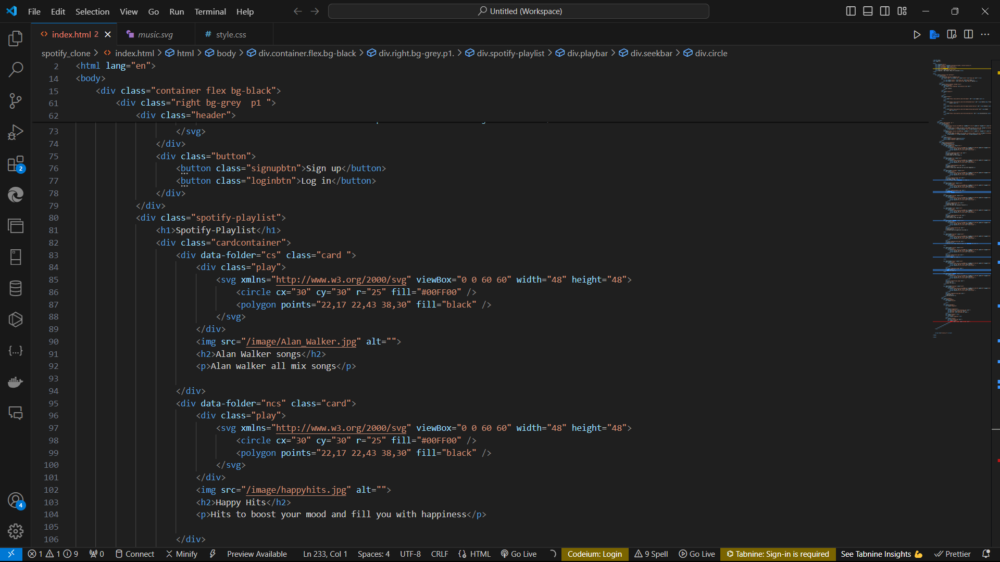 File Edit Selection View Go Run Terminal Help Untitled (Workspace)
index.html 2 music.svg # style.css
spotify_clone > index.html > html > body > div.container.flex.bg-black > div.right.bg-grey.p1. > div.spotify-playlist > div.playbar > div.seekbar > div.circle
2 <html lang="en">
14 <body>
15 <div class="container flex bg-black">
61 <div class="right bg-grey  p1 ">
62 <div class="header">
73 </svg>
74 </div>
75 <div class="button">
76 <button class="signupbtn">Sign up</button>
77 <button class="loginbtn">Log in</button>
78 </div>
79 </div>
80 <div class="spotify-playlist">
81 <h1>Spotify-Playlist</h1>
82 <div class="cardcontainer">
83 <div data-folder="cs" class="card ">
84 <div class="play">
85 <svg xmlns="http://www.w3.org/2000/svg" viewBox="0 0 60 60" width="48" height="48">
86 <circle cx="30" cy="30" r="25" fill="#00FF00" />
87 <polygon points="22,17 22,43 38,30" fill="black" />
88 </svg>
89 </div>
90 <img src="/image/Alan_Walker.jpg" alt="">
91 <h2>Alan Walker songs</h2>
92 <p>Alan walker all mix songs</p>
93
94 </div>
95 <div data-folder="ncs" class="card">
96 <div class="play">
97 <svg xmlns="http://www.w3.org/2000/svg" viewBox="0 0 60 60" width="48" height="48">
98 <circle cx="30" cy="30" r="25" fill="#00FF00" />
99 <polygon points="22,17 22,43 38,30" fill="black" />
100 </svg>
101 </div>
102 <img src="/image/happyhits.jpg" alt="">
103 <h2>Happy Hits</h2>
104 <p>Hits to boost your mood and fill you with happiness</p>
105
106 </div>
2
4
1 1 9 0 Connect Minify Preview Available Ln 233, Col 1 Spaces: 4 UTF-8 CRLF HTML Go Live Codeium: Login 9 Spell Go Live Tabnine: Sign-in is required See Tabnine Insights Prettier